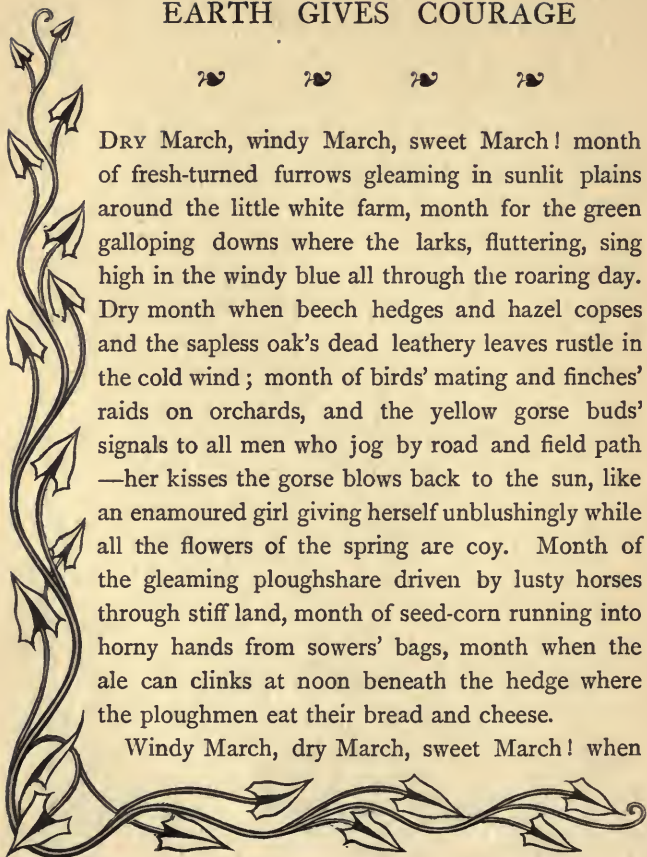 EARTH GIVES COURAGE
DRY March, windy March, sweet March! month
of fresh-turned furrows gleaming in sunlit plains
around the little white farm, month for the green
galloping downs where the larks, fluttering, sing
high in the windy blue all through the roaring day.
Dry month when beech hedges and hazel copses
and the sapless oak's dead leathery leaves rustle in
the cold wind; month of birds' mating and finches'
raids on orchards, and the yellow gorse buds'
signals to all men who jog by road and field path
—her kisses the gorse blows back to the sun, like
an enamoured girl giving herself unblushingly while
all the flowers of the spring are coy. Month of
the gleaming ploughshare driven by lusty horses
through stiff land, month of seed-corn running into
horny hands from sowers' bags, month when the
ale can clinks at noon beneath the hedge where
the ploughmen eat their bread and cheese.
Windy March, dry March, sweet March! when